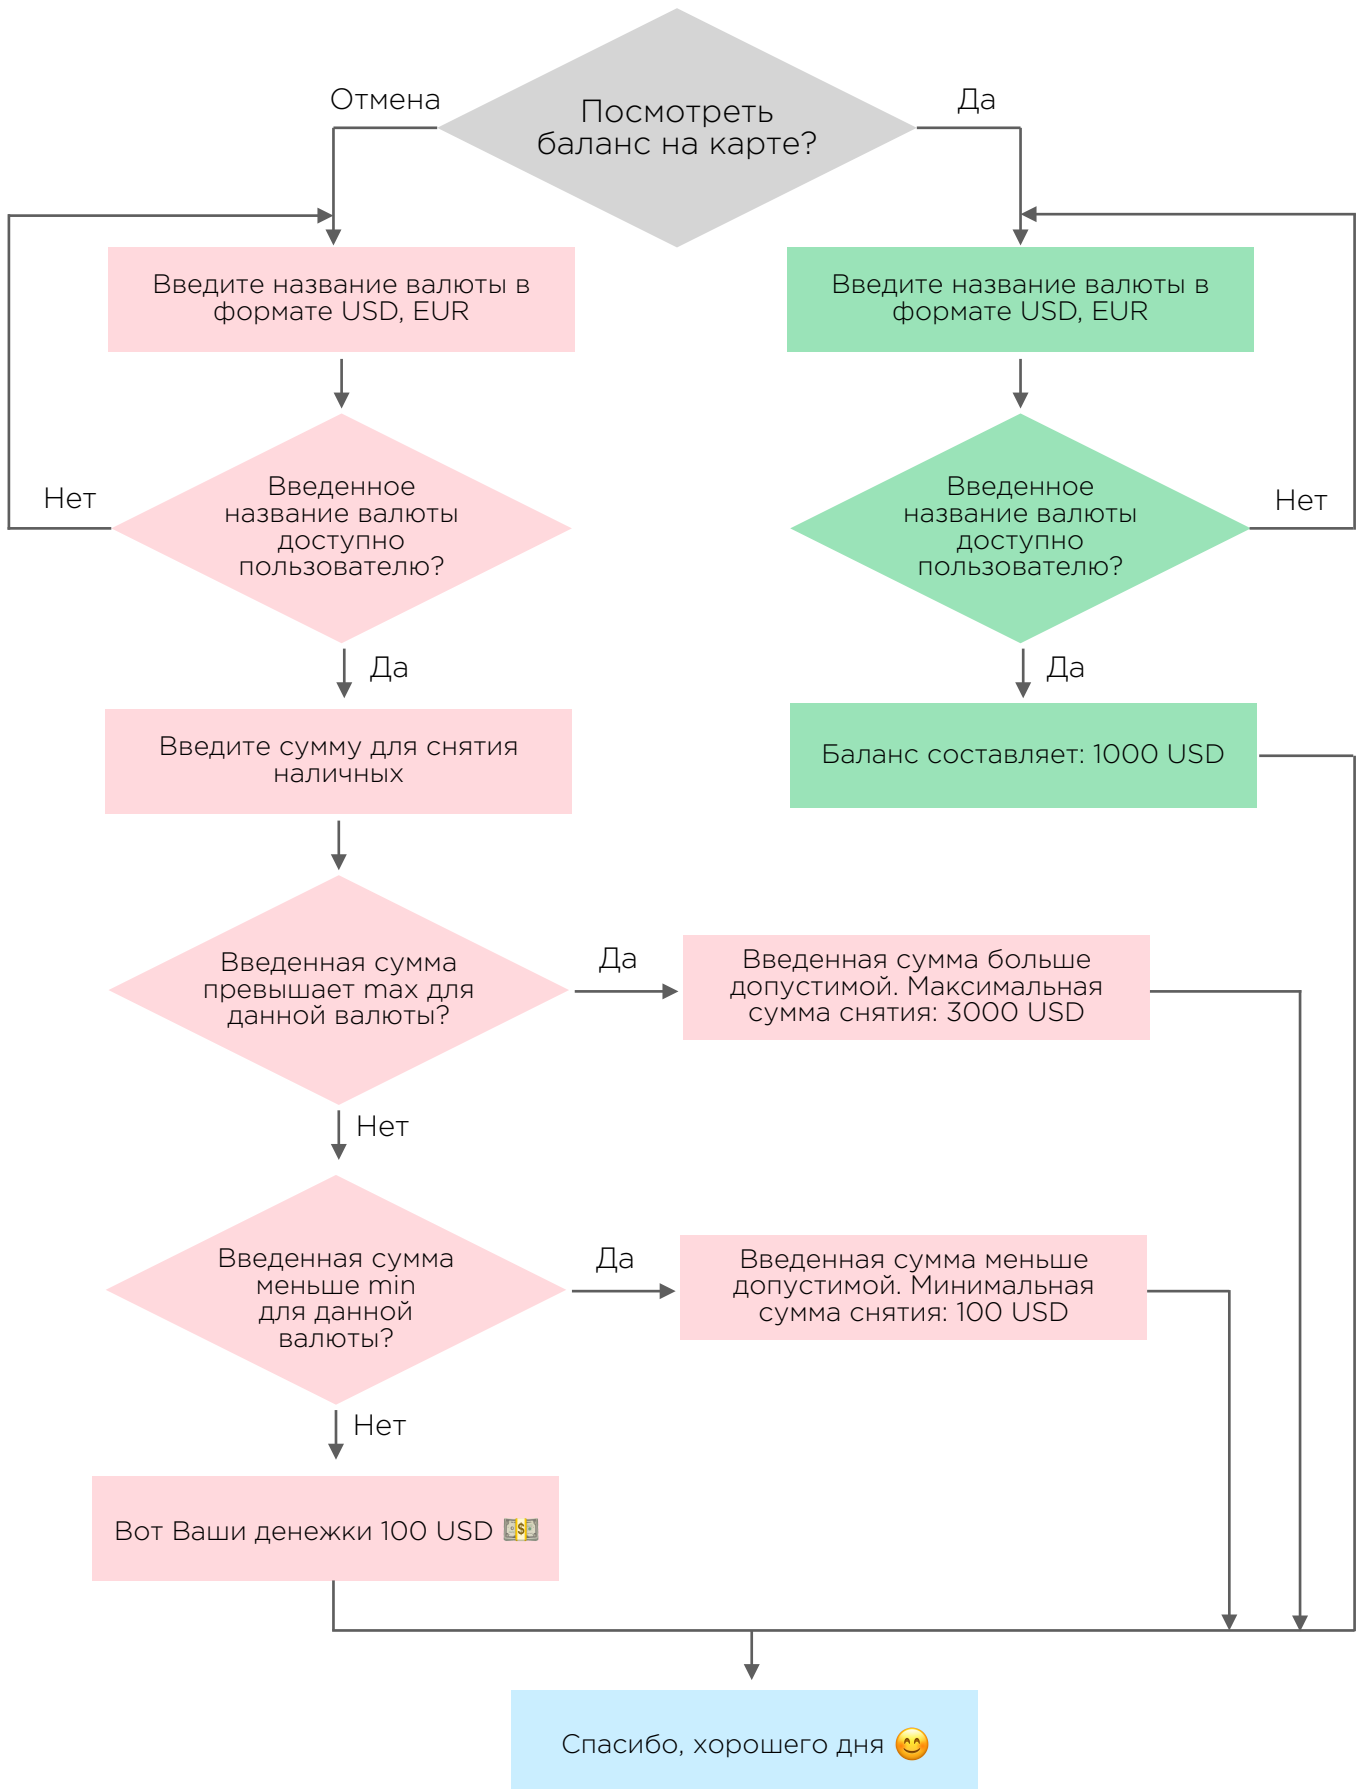 Посмотреть
баланс на карте?
Отмена
Да
Введите название валюты в
формате USD, EUR
Введите название валюты в
формате USD, EUR
Введенное
название валюты
доступно
пользователю?
Нет
Введенное
название валюты
доступно
пользователю?
Нет
Да
Да
Введите сумму для снятия
наличных
Баланс составляет: 1000 USD
Введенная сумма
превышает max для
данной валюты?
Да
Введенная сумма больше
допустимой. Максимальная
сумма снятия: 3000 USD
Нет
Введенная сумма
меньше min
для данной
валюты?
Да
Введенная сумма меньше
допустимой. Минимальная
сумма снятия: 100 USD
Нет
Вот Ваши денежки 100 USD 💵
Спасибо, хорошего дня 😊